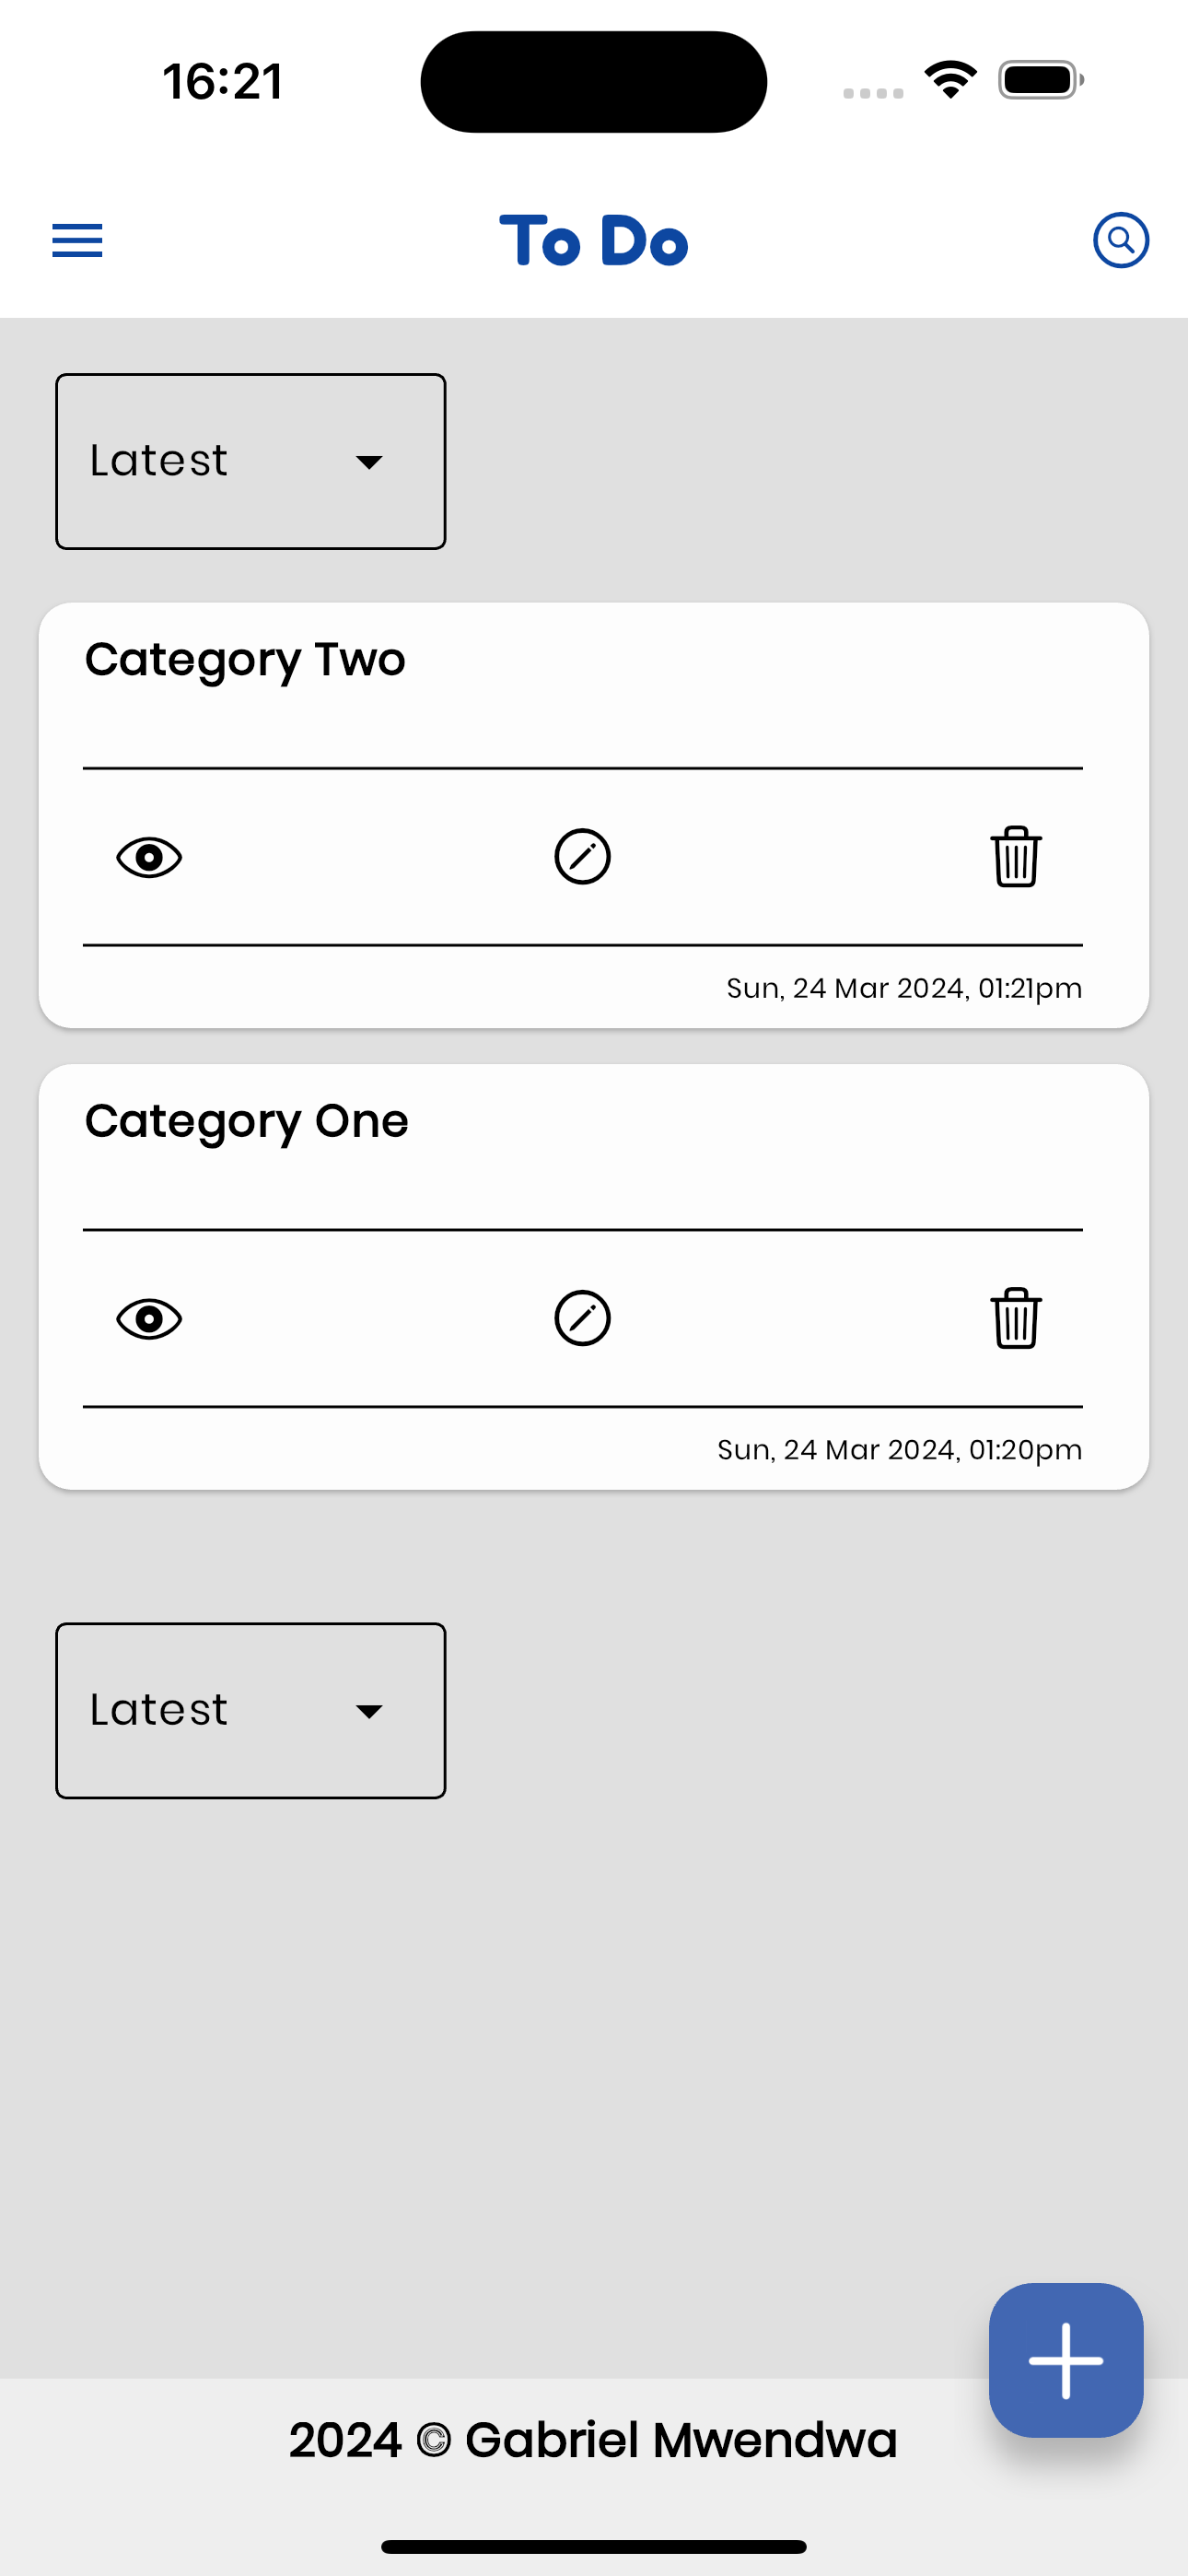 16:21
To Do
Latest
Category Two
Sun, 24 Mar 2024, 01:21pm
Category One
Sun, 24 Mar 2024, 01:20pm
Latest
2024 © Gabriel Mwendwa